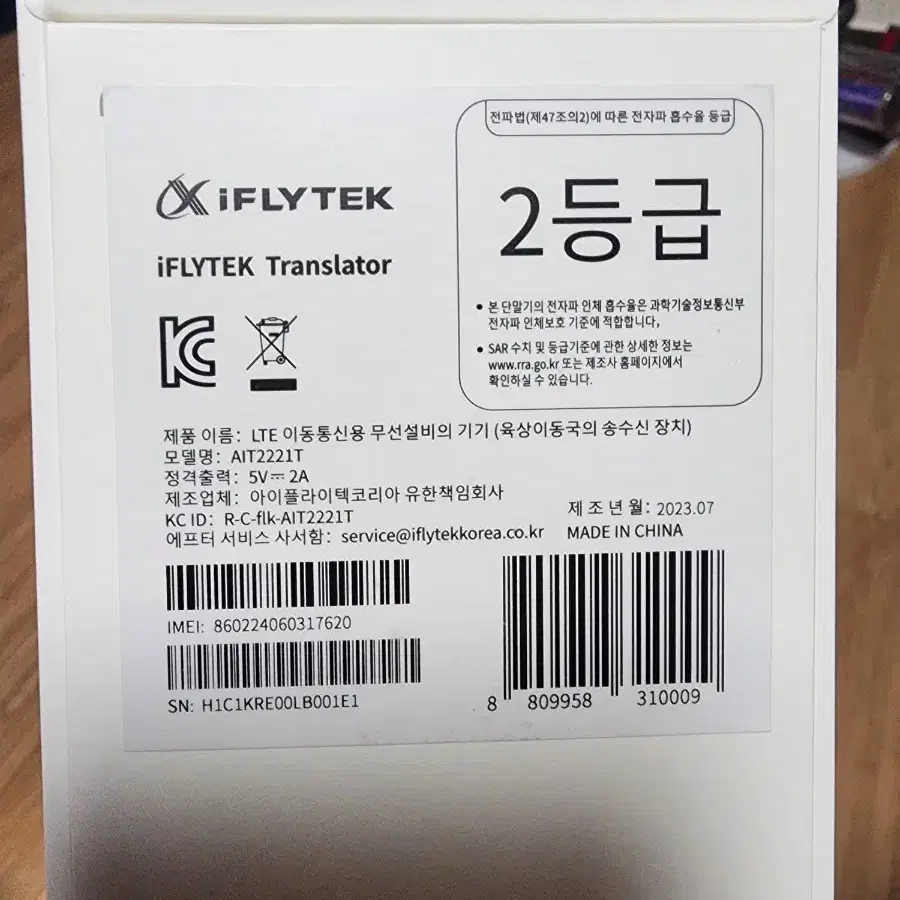 iFLYTEK
iFLYTEK Translator
전파법(제47조의2)에 따른 전자파 흡수율 등급
2등급
• 본 단말기의 전자파 인체 흡수율은 과학기술정보통신부
전자파 인체보호 기준에 적합합니다,
• SAR 수치 및 등급기준에 관한 상세한 정보는
www.rra.go.kr 또는 제조사 홈페이지에서
확인하실 수 있습니다.
제품 이름: LTE 이동통신용 무선설비의 기기 (육상이동국의 송수신 장치)
모델명: AIT2221T
정격출력: 5V⎓2A
제조업체: 아이플라이텍코리아 유한책임회사
KC ID: R-C-flk-AIT2221T
에프터 서비스 사서함: service@iflytekkorea.co.kr
제조년월: 2023.07
MADE IN CHINA
IMEI: 860224060317620
SN: H1C1KRE00LB001E1
8 809958 310009